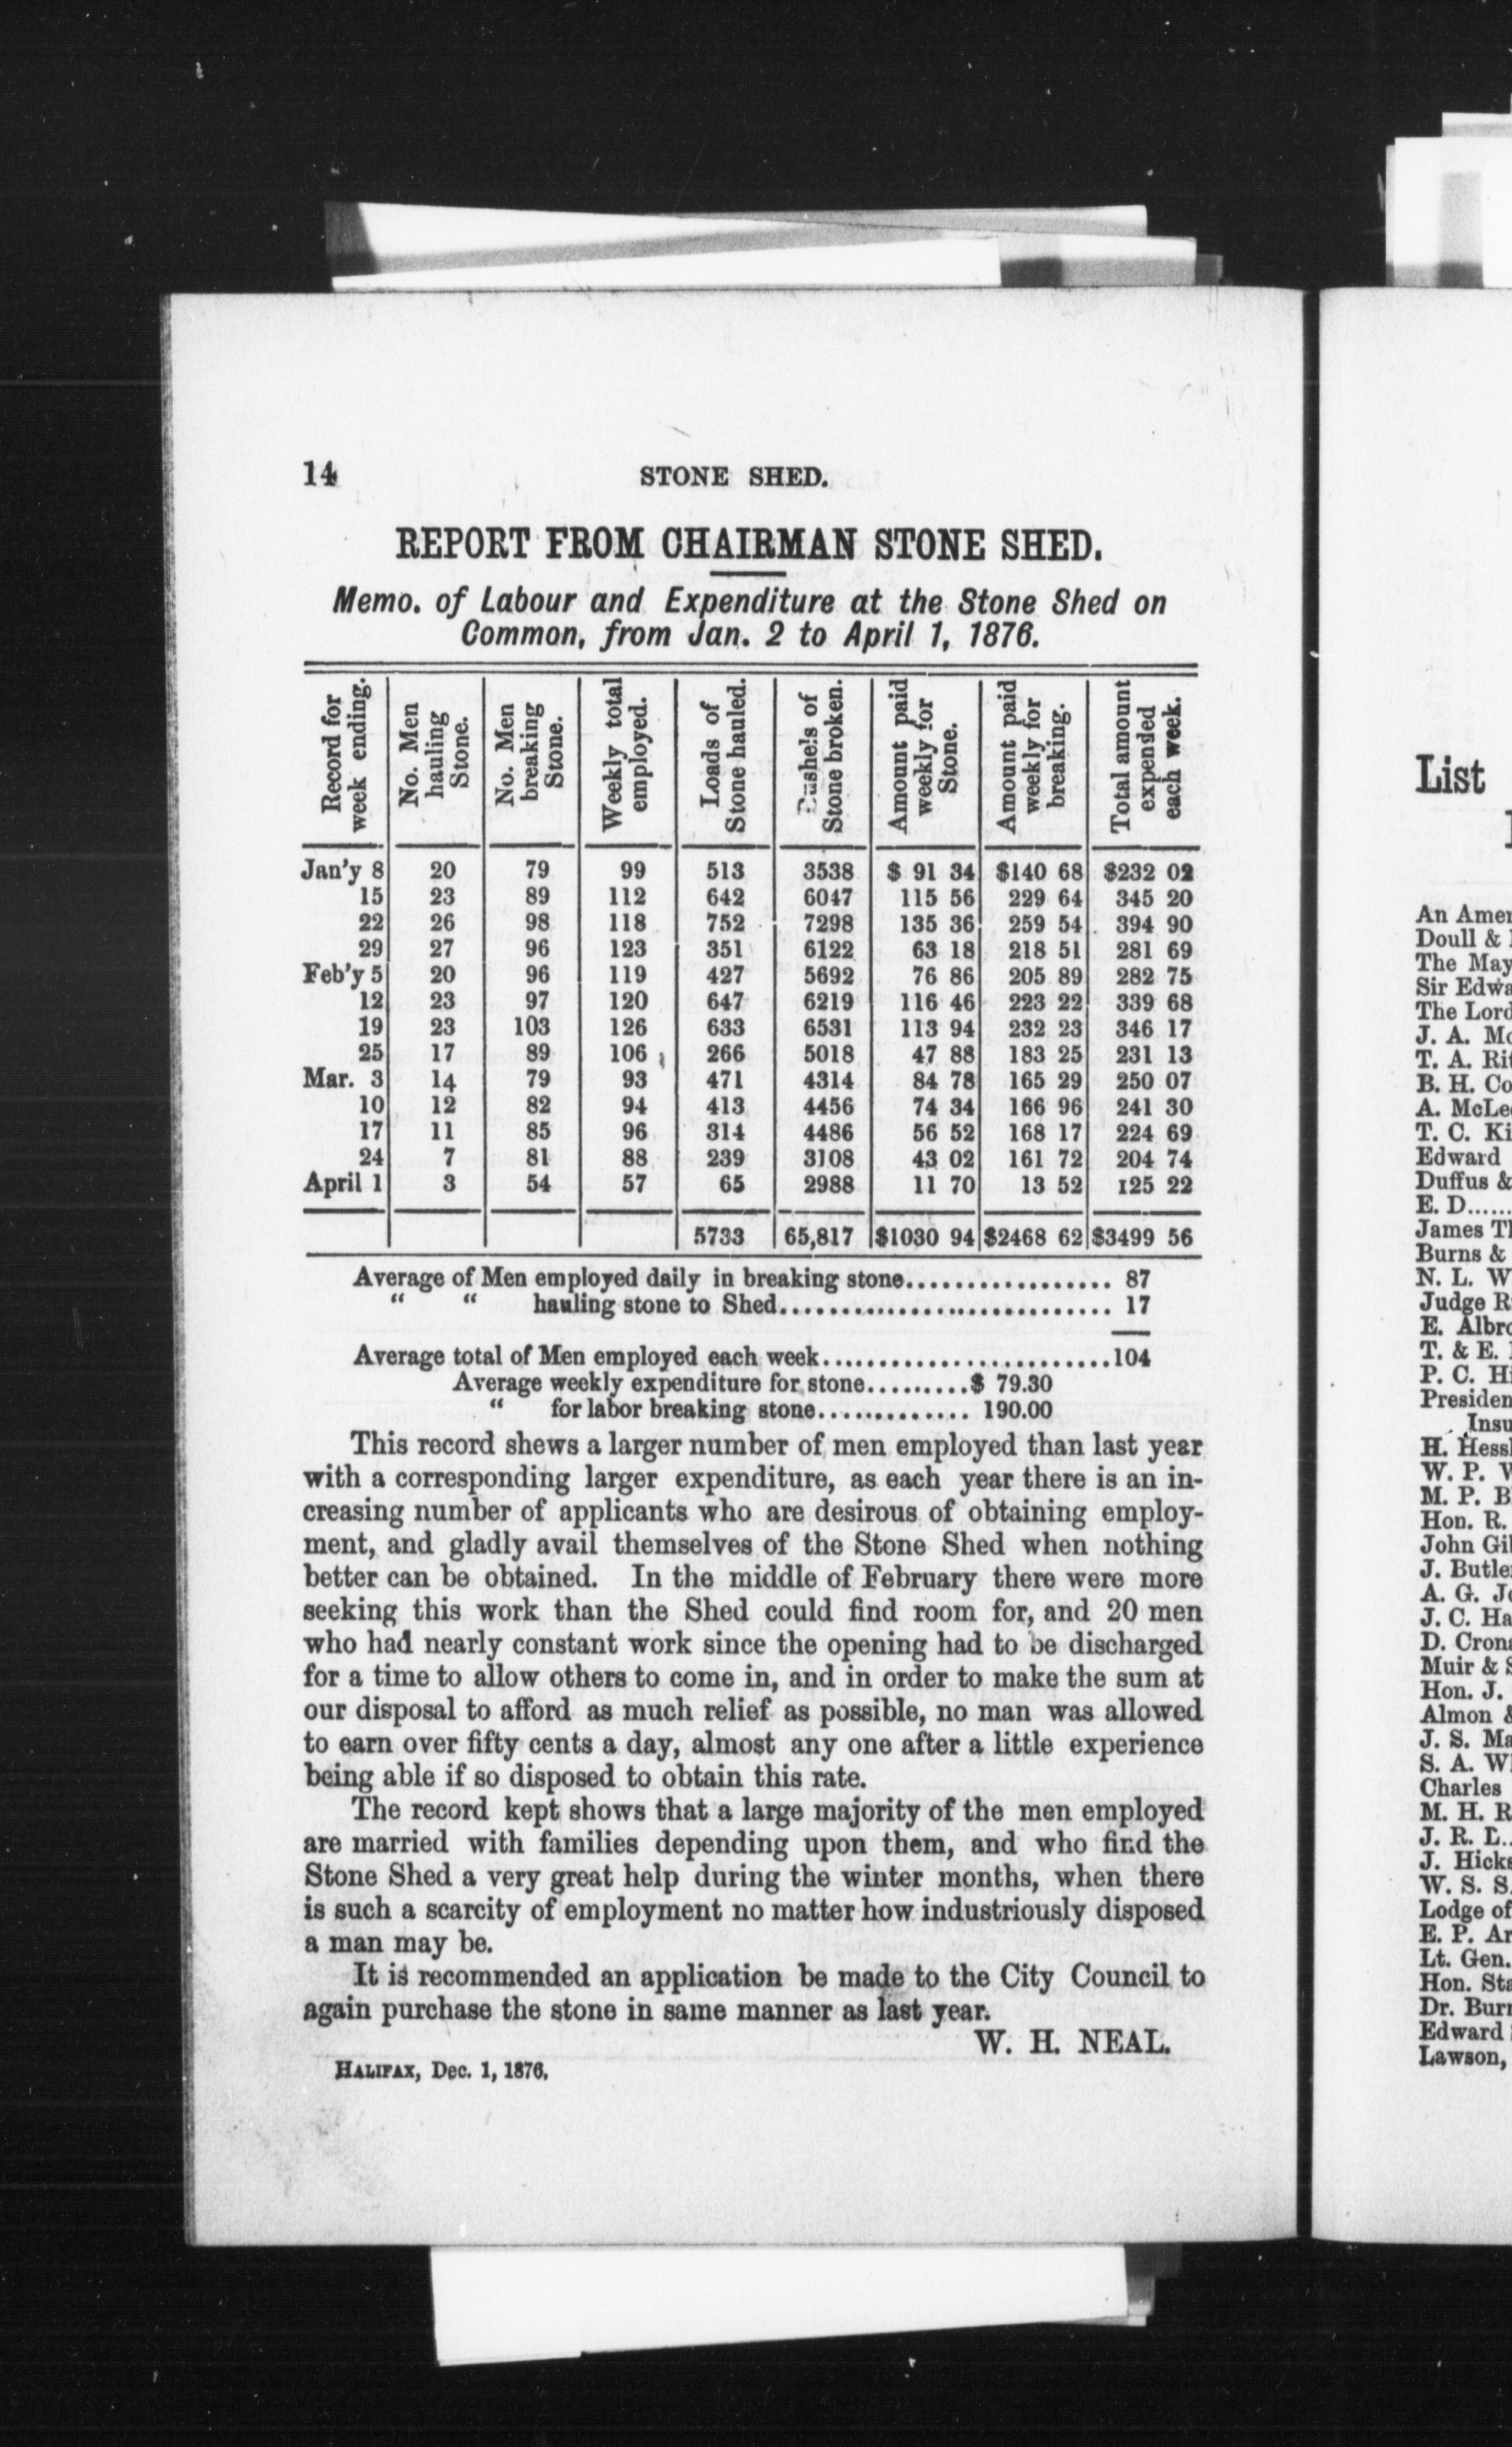 14 STONE SHED.
REPORT FROM CHAIRMAN STONE SHED.
Memo. of Labour and Expenditure at the Stone Shed on
Common, from Jan. 2 to April 1, 1876.
Record for week ending. No. Men hauling Stone. No. Men breaking Stone. Weekly total employed. Loads of Stone hauled. Bushels of Stone broken. Amount paid weekly for Stone. Amount paid weekly for breaking. Total amount expended each week.
Jan'y 8 20 79 99 513 3538 $ 91 34 $140 68 $232 02
15 23 89 112 642 6047 115 56 229 64 345 20
22 26 98 118 752 7298 135 36 259 54 394 90
29 27 96 123 351 6122 63 18 218 51 281 69
Feb'y 5 20 96 119 427 5692 76 86 205 89 282 75
12 23 97 120 647 6219 116 46 223 22 339 68
19 23 103 126 633 6531 113 94 232 23 346 17
25 17 89 106 266 5018 47 88 183 25 231 13
Mar. 3 14 79 93 471 4314 84 78 165 29 250 07
10 12 82 94 413 4456 74 34 166 96 241 30
17 11 85 96 314 4486 56 52 168 17 224 69
24 7 81 88 239 3108 43 02 161 72 204 74
April 1 3 54 57 65 2988 11 70 13 52 125 22
5733 65,817 $1030 94 $2468 62 $3499 56
Average of Men employed daily in breaking stone................. 87
“ “ hauling stone to Shed........................... 17
Average total of Men employed each week.......................104
Average weekly expenditure for stone.........$ 79.30
“ for labor breaking stone.............. 190.00
This record shews a larger number of men employed than last year
with a corresponding larger expenditure, as each year there is an in-
creasing number of applicants who are desirous of obtaining employ-
ment, and gladly avail themselves of the Stone Shed when nothing
better can be obtained. In the middle of February there were more
seeking this work than the Shed could find room for, and 20 men
who had nearly constant work since the opening had to be discharged
for a time to allow others to come in, and in order to make the sum at
our disposal to afford as much relief as possible, no man was allowed
to earn over fifty cents a day, almost any one after a little experience
being able if so disposed to obtain this rate.
The record kept shows that a large majority of the men employed
are married with families depending upon them, and who find the
Stone Shed a very great help during the winter months, when there
is such a scarcity of employment no matter how industriously disposed
a man may be.
It is recommended an application be made to the City Council to
again purchase the stone in same manner as last year.
W. H. NEAL.
HALIFAX, Dec. 1, 1876.
List
An
Doull &
The
Sir
The
J. A.
T. A.
B. H.
A.
T. C.
Edward
Duffus &
E. D......
James
Burns &
N. L.
Judge
E.
T. & E.
P. C.
H.
W. P.
M. P.
Hon. R.
John
J.
A. G.
J. C.
D.
Muir &
Hon. J.
Almon &
J. S.
S. A.
Charles
M. H.
J. R.
J.
W. S. S.
Lodge of
E. P.
Lt. Gen.
Hon.
Dr.
Edward
Lawson,